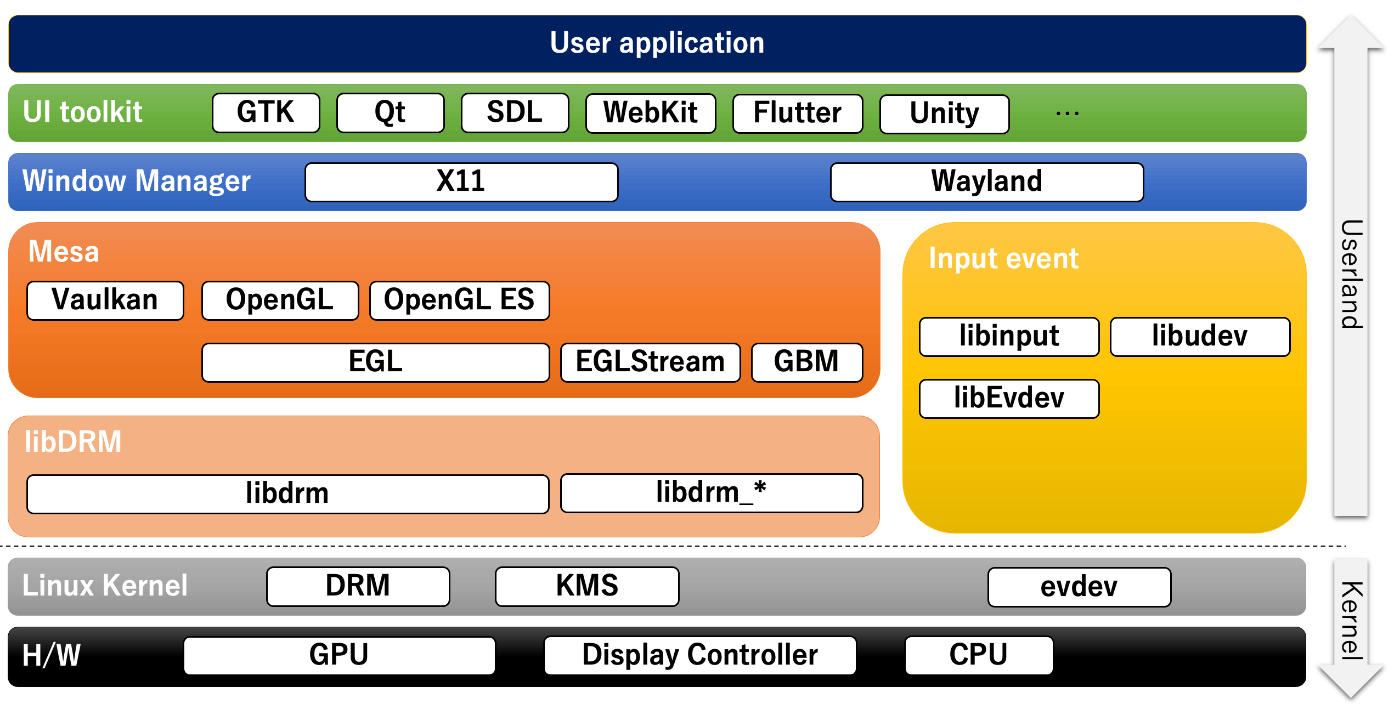 User application
UI toolkit GTK Qt SDL WebKit Flutter Unity ...
Window Manager X11 Wayland
Mesa
Vaulkan OpenGL OpenGL ES
EGL EGLStream GBM
Input event
libinput libudev
libEvdev
libDRM
libdrm libdrm_*
Userland
Linux Kernel DRM KMS evdev
H/W GPU Display Controller CPU
Kernel